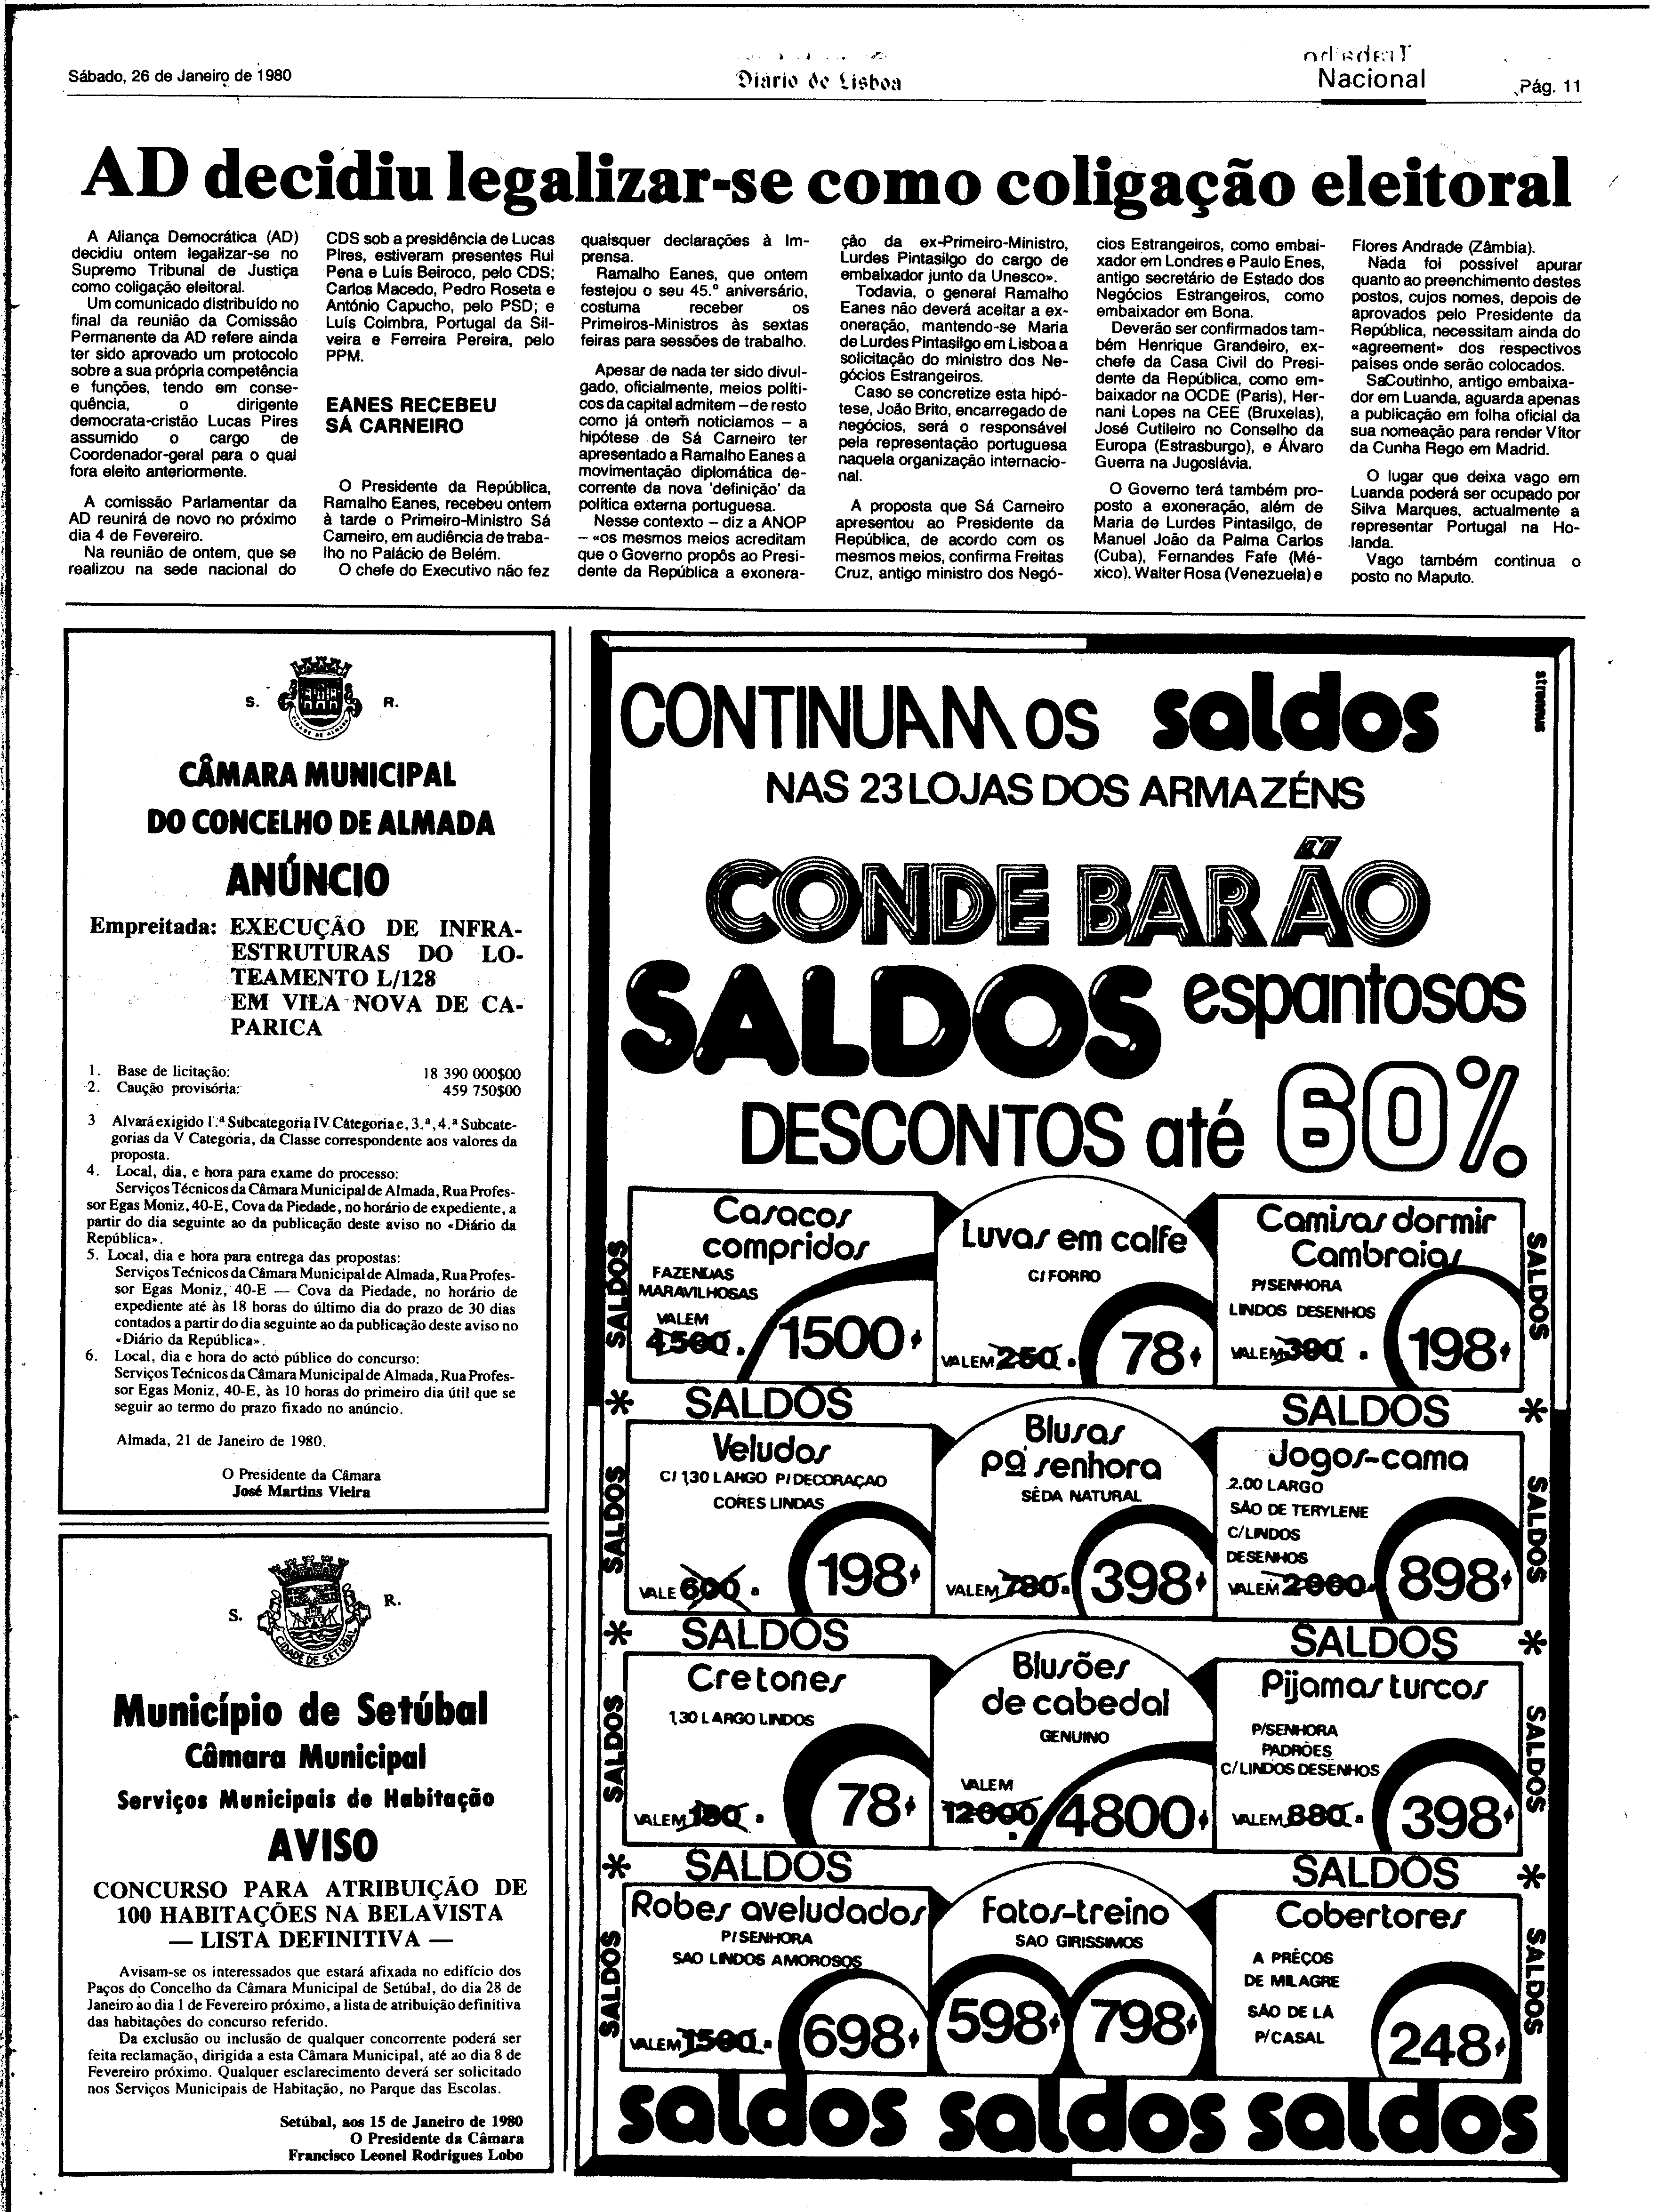 Sábado, 26 de Janeiro de 1980
Diário de Lisboa
Nacional
Pág. 11
AD decidiu legalizar-se como coligação eleitoral
A Aliança Democrática (AD)
decidiu ontem legalizar-se no
Supremo Tribunal de Justiça
como coligação eleitoral.
Um comunicado distribuído no
final da reunião da Comissão
Permanente da AD refere ainda
ter sido aprovado um protocolo
sobre a sua própria competência
e funções, tendo em conse-
quência, o dirigente
democrata-cristão Lucas Pires
assumido o cargo de
Coordenador-geral para o qual
fora eleito anteriormente.
A comissão Parlamentar da
AD reunirá de novo no próximo
dia 4 de Fevereiro.
Na reunião de ontem, que se
realizou na sede nacional do
CDS sob a presidência de Lucas
Pires, estiveram presentes Rui
Pena e Luís Beiroco, pelo CDS;
Carlos Macedo, Pedro Roseta e
António Capucho, pelo PSD; e
Luís Coimbra, Portugal da Sil-
veira e Ferreira Pereira, pelo
PPM.
EANES RECEBEU
SÁ CARNEIRO
O Presidente da República,
Ramalho Eanes, recebeu ontem
à tarde o Primeiro-Ministro Sá
Carneiro, em audiência de traba-
lho no Palácio de Belém.
O chefe do Executivo não fez
quaisquer declarações à Im-
prensa.
Ramalho Eanes, que ontem
festejou o seu 45.º aniversário,
costuma receber os
Primeiros-Ministros às sextas
feiras para sessões de trabalho.
Apesar de nada ter sido divul-
gado, oficialmente, meios políti-
cos da capital admitem – de resto
como já ontem noticiamos – a
hipótese de Sá Carneiro ter
apresentado a Ramalho Eanes a
movimentação diplomática de-
corrente da nova 'definição' da
política externa portuguesa.
Nesse contexto – diz a ANOP
– «os mesmos meios acreditam
que o Governo propôs ao Presi-
dente da República a exonera-
ção da ex-Primeiro-Ministro,
Lurdes Pintasilgo do cargo de
embaixador junto da Unesco».
Todavia, o general Ramalho
Eanes não deverá aceitar a ex-
oneração, mantendo-se Maria
de Lurdes Pintasilgo em Lisboa a
solicitação do ministro dos Ne-
gócios Estrangeiros.
Caso se concretize esta hipó-
tese, João Brito, encarregado de
negócios, será o responsável
pela representação portuguesa
naquela organização internacio-
nal.
A proposta que Sá Carneiro
apresentou ao Presidente da
República, de acordo com os
mesmos meios, confirma Freitas
Cruz, antigo ministro dos Negó-
cios Estrangeiros, como embai-
xador em Londres e Paulo Enes,
antigo secretário de Estado dos
Negócios Estrangeiros, como
embaixador em Bona.
Deverão ser confirmados tam-
bém Henrique Grandeiro, ex-
chefe da Casa Civil do Presi-
dente da República, como em-
baixador na OCDE (Paris), Her-
nani Lopes na CEE (Bruxelas),
José Cutileiro no Conselho da
Europa (Estrasburgo), e Álvaro
Guerra na Jugoslávia.
O Governo terá também pro-
posto a exoneração, além de
Maria de Lurdes Pintasilgo, de
Manuel João da Palma Carlos
(Cuba), Fernandes Fafe (Mé-
xico), Walter Rosa (Venezuela) e
Flores Andrade (Zâmbia).
Nada foi possível apurar
quanto ao preenchimento destes
postos, cujos nomes, depois de
aprovados pelo Presidente da
República, necessitam ainda do
«agreement» dos respectivos
países onde serão colocados.
SaCoutinho, antigo embaixa-
dor em Luanda, aguarda apenas
a publicação em folha oficial da
sua nomeação para render Vitor
da Cunha Rego em Madrid.
O lugar que deixa vago em
Luanda poderá ser ocupado por
Silva Marques, actualmente a
representar Portugal na Ho-
landa.
Vago também continua o
posto no Maputo.
S. R.
CIDADE DE ALMADA
CÂMARA MUNICIPAL
DO CONCELHO DE ALMADA
ANÚNCIO
Empreitada: EXECUÇÃO DE INFRA-
ESTRUTURAS DO LO-
TEAMENTO L/128
EM VILA NOVA DE CA-
PARICA
1. Base de licitação: 18 390 000$00
2. Caução provisória: 459 750$00
3 Alvará exigido 1.ª Subcategoria IV Categoria e, 3.ª, 4.ª Subcate-
gorias da V Categoria, da Classe correspondente aos valores da
proposta.
4. Local, dia, e hora para exame do processo:
Serviços Técnicos da Câmara Municipal de Almada, Rua Profes-
sor Egas Moniz, 40-E, Cova da Piedade, no horário de expediente, a
partir do dia seguinte ao da publicação deste aviso no «Diário da
República».
5. Local, dia e hora para entrega das propostas:
Serviços Técnicos da Câmara Municipal de Almada, Rua Profes-
sor Egas Moniz, 40-E — Cova da Piedade, no horário de
expediente até às 18 horas do último dia do prazo de 30 dias
contados a partir do dia seguinte ao da publicação deste aviso no
«Diário da República».
6. Local, dia e hora do acto público do concurso:
Serviços Técnicos da Câmara Municipal de Almada, Rua Profes-
sor Egas Moniz, 40-E, às 10 horas do primeiro dia útil que se
seguir ao termo do prazo fixado no anúncio.
Almada, 21 de Janeiro de 1980.
O Presidente da Câmara
José Martins Vieira
S. R.
CIDADE DE SETÚBAL
Município de Setúbal
Câmara Municipal
Serviços Municipais de Habitação
AVISO
CONCURSO PARA ATRIBUIÇÃO DE
100 HABITAÇÕES NA BELAVISTA
— LISTA DEFINITIVA —
Avisam-se os interessados que estará afixada no edifício dos
Paços do Concelho da Câmara Municipal de Setúbal, do dia 28 de
Janeiro ao dia 1 de Fevereiro próximo, a lista de atribuição definitiva
das habitações do concurso referido.
Da exclusão ou inclusão de qualquer concorrente poderá ser
feita reclamação, dirigida a esta Câmara Municipal, até ao dia 8 de
Fevereiro próximo. Qualquer esclarecimento deverá ser solicitado
nos Serviços Municipais de Habitação, no Parque das Escolas.
Setúbal, aos 15 de Janeiro de 1980
O Presidente da Câmara
Francisco Leonel Rodrigues Lobo
strennus
CONTINUAM os saldos
NAS 23 LOJAS DOS ARMAZÉNS
CONDE BARÃO
SALDOS espantosos
DESCONTOS até 60%
SALDOS
Casacos
compridos
FAZENDAS
MARAVILHOSAS
VALEM
4500.
1500
Luvas em calfe
C/ FORRO
VALEM 250.
78
Camisas dormir
Cambraias
P/SENHORA
LINDOS DESENHOS
VALEM 390.
198
SALDOS
* SALDOS SALDOS *
SALDOS
Veludos
C/ 1,30 LARGO P/ DECORAÇAO
CORES LINDAS
VALE 600.
198
Blusas
pa' senhora
SÊDA NATURAL
VALEM 780.
398
Jogos-cama
2.00 LARGO
SÃO DE TERYLENE
C/LINDOS
DESENHOS
VALEM 2000.
898
SALDOS
* SALDOS SALDOS *
SALDOS
Cretones
1,30 LARGO LINDOS
VALEM 180.
78
Blusões
de cabedal
GENUINO
VALEM
12000.
4800
Pijamas turcos
P/SENHORA
PADRÕES
C/ LINDOS DESENHOS
VALEM 880.
398
SALDOS
* SALDOS SALDOS *
SALDOS
Robes aveludados
P/SENHORA
SAO LINDOS AMOROSOS
VALEM 1500.
698
Fatos-treino
SAO GIRISSIMOS
598 798
Cobertores
A PRÊÇOS
DE MILAGRE
SÃO DE LÃ
P/CASAL
248
SALDOS
saldos saldos saldos